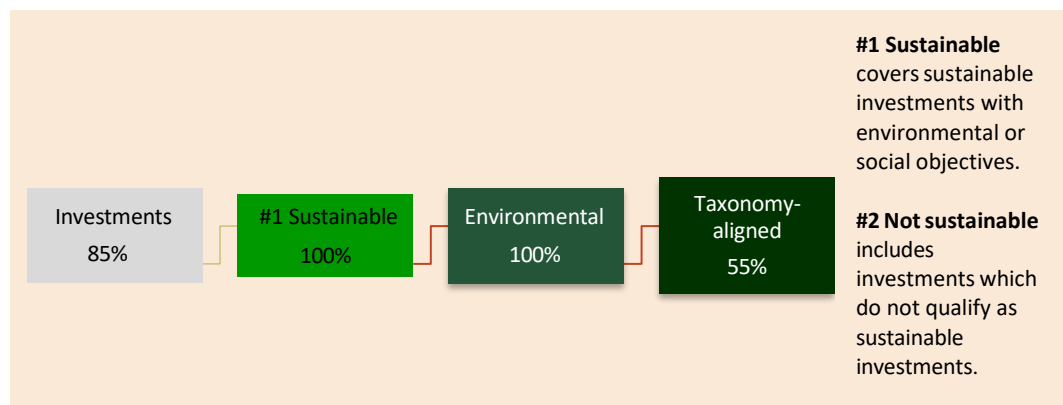 Investments
85%
#1 Sustainable
100%
Environmental
100%
Taxonomy-
aligned
55%
#1 Sustainable
covers sustainable
investments with
environmental or
social objectives.
#2 Not sustainable
includes
investments which
do not qualify as
sustainable
investments.